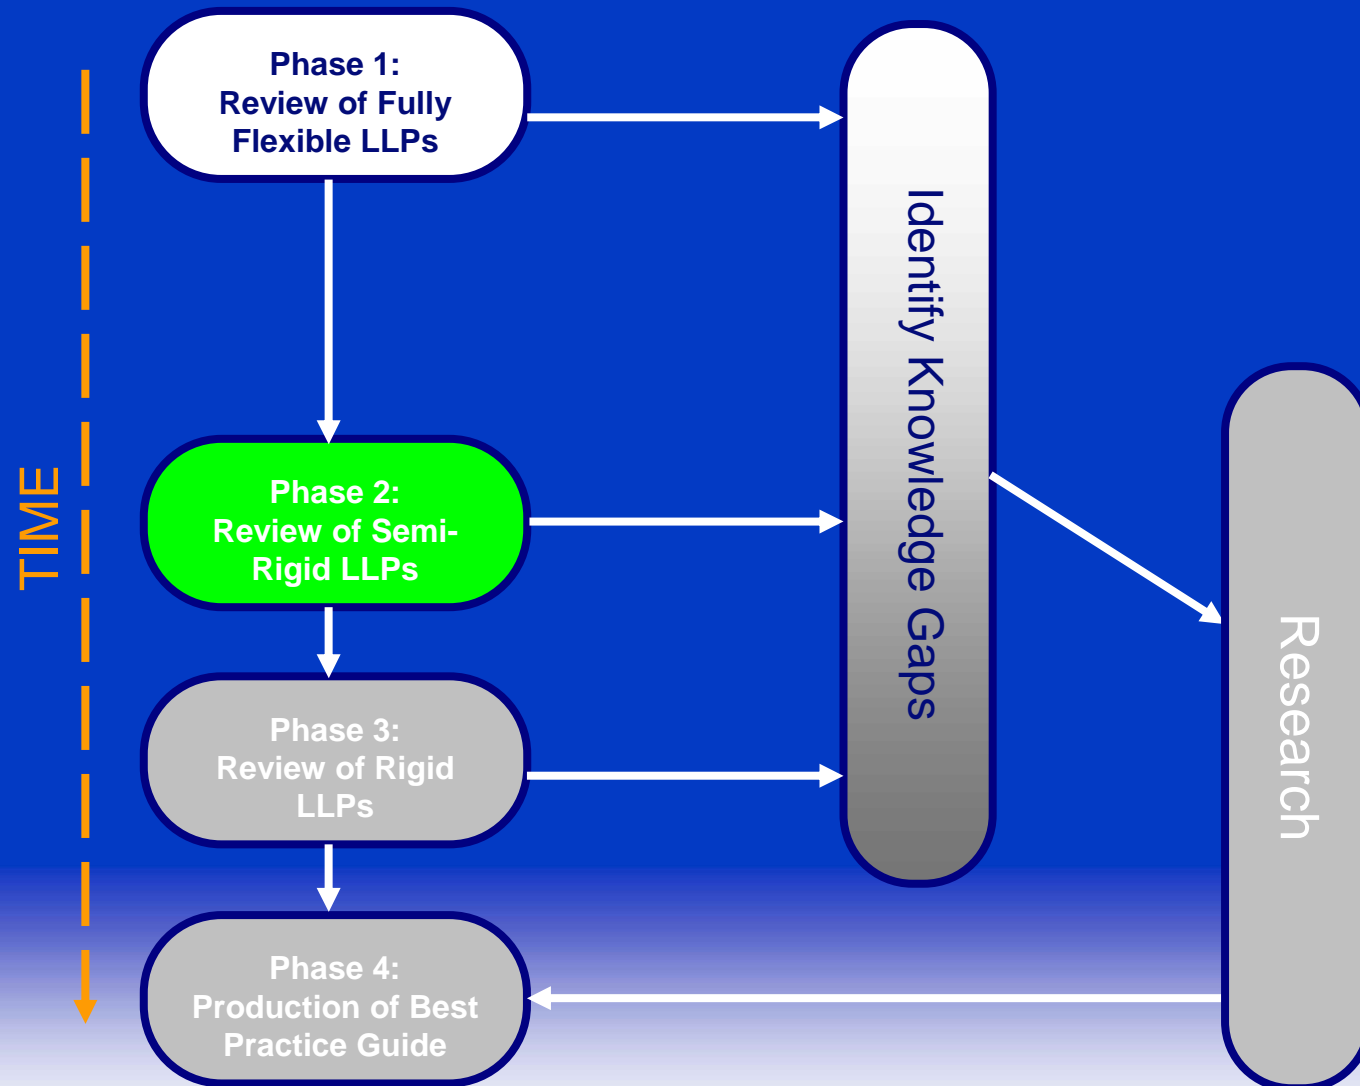 Phase 1:
Review of Fully
Flexible LLPs
Identify Knowledge Gaps
TIME
Phase 2:
Review of Semi-
Rigid LLPs
Research
Phase 3:
Review of Rigid
LLPs
Phase 4:
Production of Best
Practice Guide